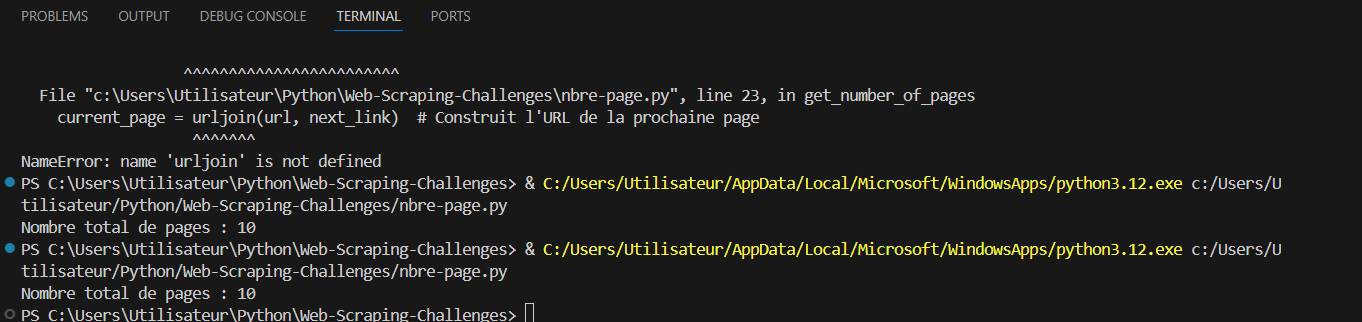 PROBLEMS OUTPUT DEBUG CONSOLE TERMINAL PORTS
^^^^^^^^^^^^^^^^^^^^^^^^
File "c:\Users\Utilisateur\Python\Web-Scraping-Challenges\nbre-page.py", line 23, in get_number_of_pages
current_page = urljoin(url, next_link)  # Construit l'URL de la prochaine page
^^^^^^^
NameError: name 'urljoin' is not defined
PS C:\Users\Utilisateur\Python\Web-Scraping-Challenges> & C:/Users/Utilisateur/AppData/Local/Microsoft/WindowsApps/python3.12.exe c:/Users/U
tilisateur/Python/Web-Scraping-Challenges/nbre-page.py
Nombre total de pages : 10
PS C:\Users\Utilisateur\Python\Web-Scraping-Challenges> & C:/Users/Utilisateur/AppData/Local/Microsoft/WindowsApps/python3.12.exe c:/Users/U
tilisateur/Python/Web-Scraping-Challenges/nbre-page.py
Nombre total de pages : 10
PS C:\Users\Utilisateur\Python\Web-Scraping-Challenges>